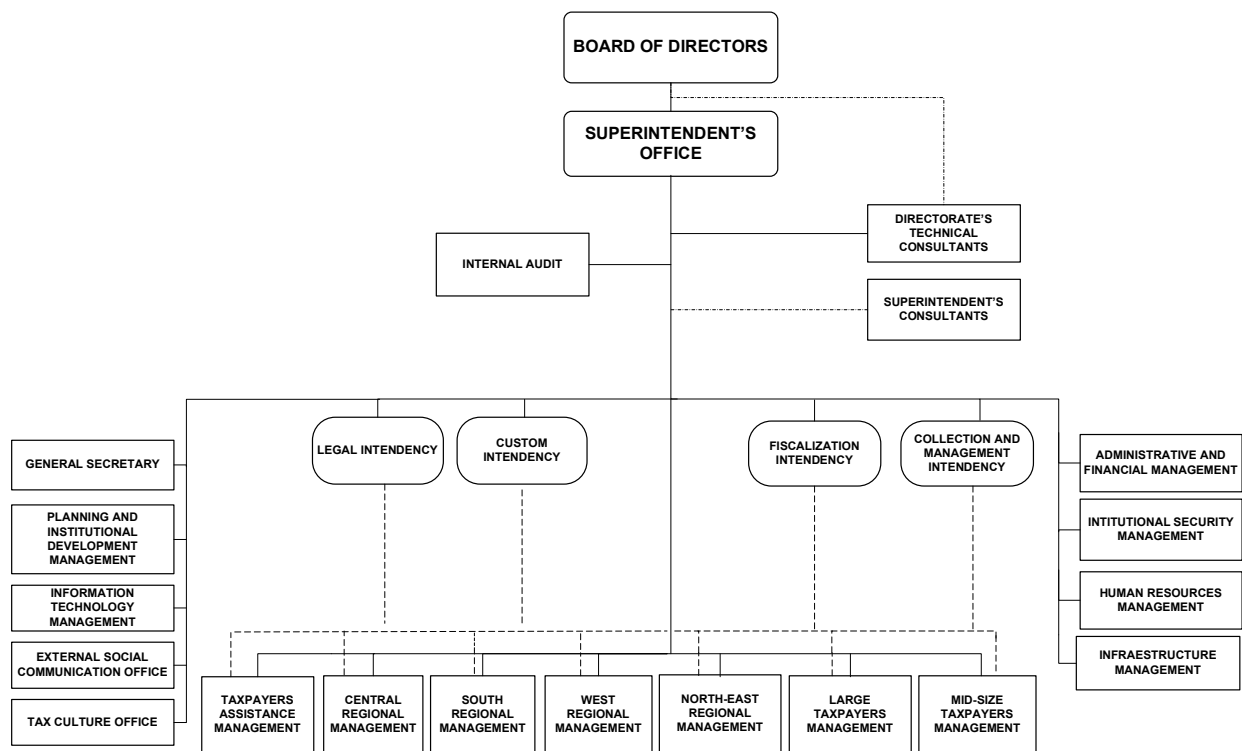 BOARD OF DIRECTORS
SUPERINTENDENT'S
OFFICE
DIRECTORATE'S
TECHNICAL
CONSULTANTS
INTERNAL AUDIT
SUPERINTENDENT'S
CONSULTANTS
LEGAL INTENDENCY
CUSTOM
INTENDENCY
FISCALIZATION
INTENDENCY
COLLECTION AND
MANAGEMENT
INTENDENCY
GENERAL SECRETARY
PLANNING AND
INSTITUTIONAL
DEVELOPMENT
MANAGEMENT
INFORMATION
TECHNOLOGY
MANAGEMENT
EXTERNAL SOCIAL
COMMUNICATION OFFICE
TAX CULTURE OFFICE
ADMINISTRATIVE AND
FINANCIAL MANAGEMENT
INTITUTIONAL SECURITY
MANAGEMENT
HUMAN RESOURCES
MANAGEMENT
INFRAESTRUCTURE
MANAGEMENT
TAXPAYERS
ASSISTANCE
MANAGEMENT
CENTRAL
REGIONAL
MANAGEMENT
SOUTH
REGIONAL
MANAGEMENT
WEST
REGIONAL
MANAGEMENT
NORTH-EAST
REGIONAL
MANAGEMENT
LARGE
TAXPAYERS
MANAGEMENT
MID-SIZE
TAXPAYERS
MANAGEMENT